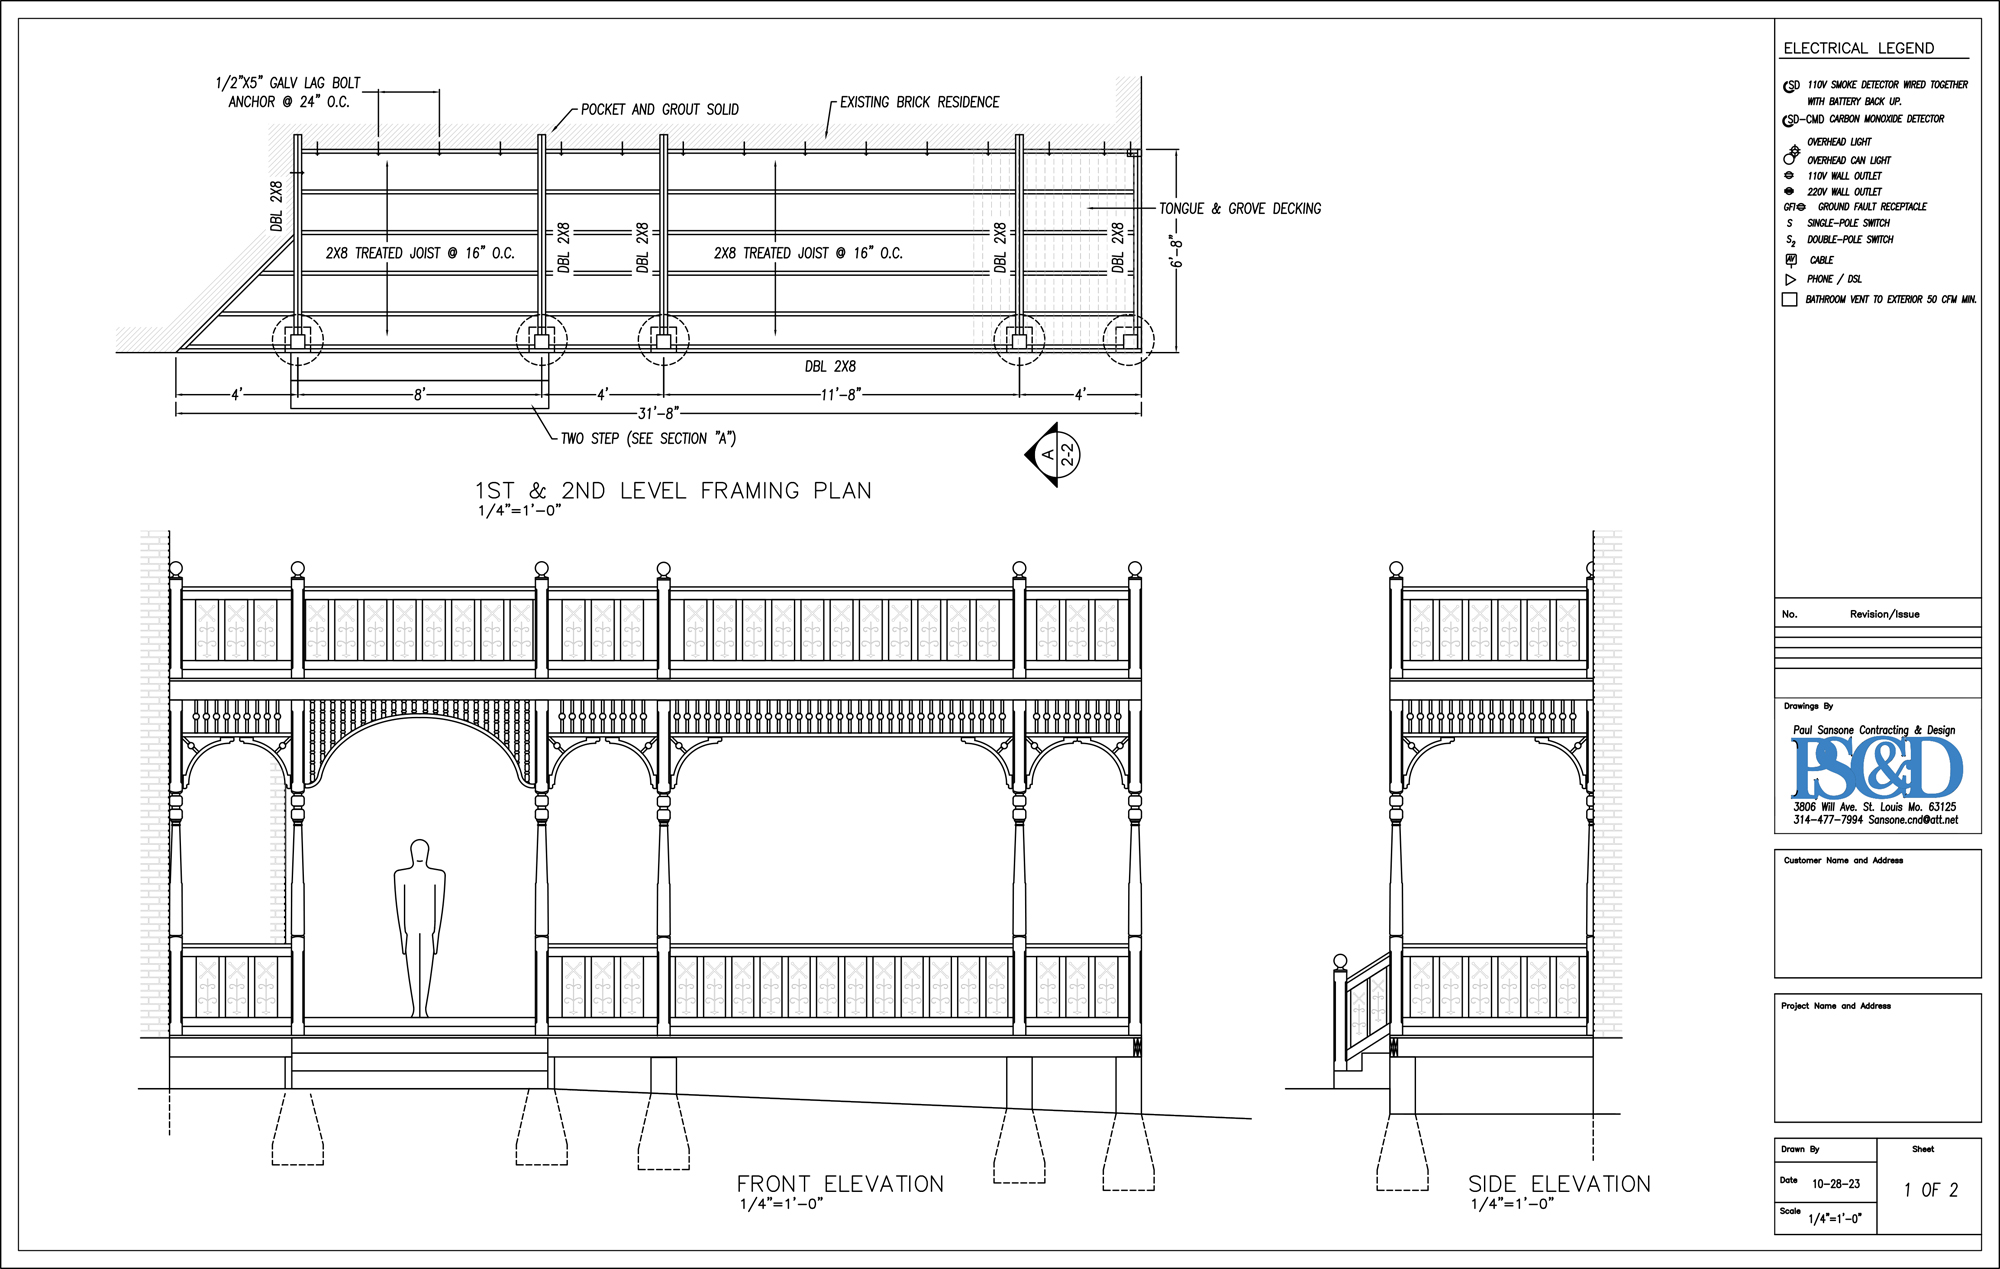 1/2"X5" GALV LAG BOLT
ANCHOR @ 24" O.C.
POCKET AND GROUT SOLID
EXISTING BRICK RESIDENCE
DBL 2X8
DBL 2X8
DBL 2X8
DBL 2X8
DBL 2X8
TONGUE & GROVE DECKING
6'-8"
2X8 TREATED JOIST @ 16" O.C.
2X8 TREATED JOIST @ 16" O.C.
DBL 2X8
4'
8'
4'
11'-8"
4'
31'-8"
TWO STEP (SEE SECTION "A")
A
2-2
1ST & 2ND LEVEL FRAMING PLAN
1/4"=1'-0"
FRONT ELEVATION
1/4"=1'-0"
SIDE ELEVATION
1/4"=1'-0"
ELECTRICAL LEGEND
SD 110V SMOKE DETECTOR WIRED TOGETHER
WITH BATTERY BACK UP.
SD-CMD CARBON MONOXIDE DETECTOR
OVERHEAD LIGHT
OVERHEAD CAN LIGHT
110V WALL OUTLET
220V WALL OUTLET
GFI GROUND FAULT RECEPTACLE
S SINGLE-POLE SWITCH
S2 DOUBLE-POLE SWITCH
AV CABLE
PHONE / DSL
BATHROOM VENT TO EXTERIOR 50 CFM MIN.
No. Revision/Issue
Drawings By
Paul Sansone Contracting & Design
PSC&D
3806 Will Ave. St. Louis Mo. 63125
314-477-7994 Sansone.cnd@att.net
Customer Name and Address
Project Name and Address
Drawn By
Sheet
Date 10-28-23
1 OF 2
Scale 1/4"=1'-0"